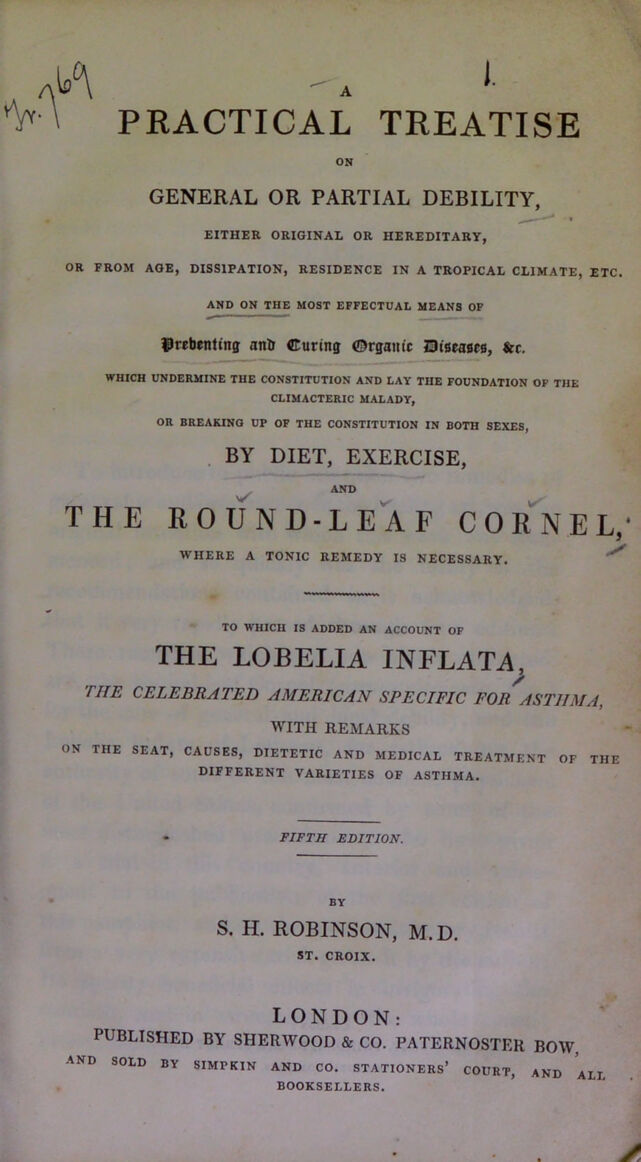 1.
A
PRACTICAL TREATISE
ON
GENERAL OR PARTIAL DEBILITY,
EITHER ORIGINAL OR HEREDITARY,
OR FROM AGE, DISSIPATION, RESIDENCE IN A TROPICAL CLIMATE, ETC.
AND ON THE MOST EFFECTUAL MEANS OF
Preventing and Curing Organic Diseases, &c.
WHICH UNDERMINE THE CONSTITUTION AND LAY THE FOUNDATION OF THE
CLIMACTERIC MALADY,
OR BREAKING UP OF THE CONSTITUTION IN BOTH SEXES,
BY DIET, EXERCISE,
AND
THE ROUND-LEAF CORNEL,
WHERE A TONIC REMEDY IS NECESSARY.
TO WHICH IS ADDED AN ACCOUNT OF
THE LOBELIA INFLATA,
THE CELEBRATED AMERICAN SPECIFIC FOR ASTHMA,
WITH REMARKS
ON THE SEAT, CAUSES, DIETETIC AND MEDICAL TREATMENT OF THE
DIFFERENT VARIETIES OF ASTHMA.
FIFTH EDITION.
BY
S. H. ROBINSON, M.D.
ST. CROIX.
LONDON:
PUBLISHED BY SHERWOOD & CO. PATERNOSTER BOW,
AND SOLD BY SIMPKIN AND CO. STATIONERS' COURT, AND ALL
BOOKSELLERS.